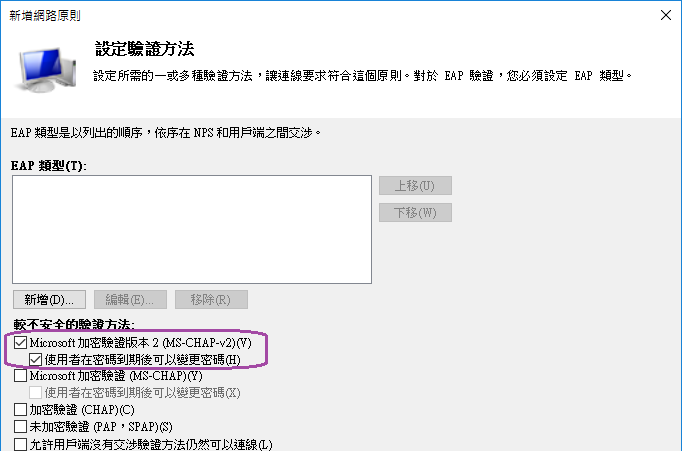 新增網路原則
設定驗證方法
設定所需的一或多種驗證方法，讓連線要求符合這個原則。對於 EAP 驗證，您必須設定 EAP 類型。
EAP 類型是以列出的順序，依序在 NPS 和用戶端之間交涉。
EAP 類型(T):
上移(U)
下移(W)
新增(D)... 編輯(E)... 移除(R)
較不安全的驗證方法:
Microsoft 加密驗證版本 2 (MS-CHAP-v2)(V)
使用者在密碼到期後可以變更密碼(H)
Microsoft 加密驗證 (MS-CHAP)(Y)
使用者在密碼到期後可以變更密碼(X)
加密驗證 (CHAP)(C)
未加密驗證 (PAP，SPAP)(S)
允許用戶端沒有交涉驗證方法仍然可以連線(L)